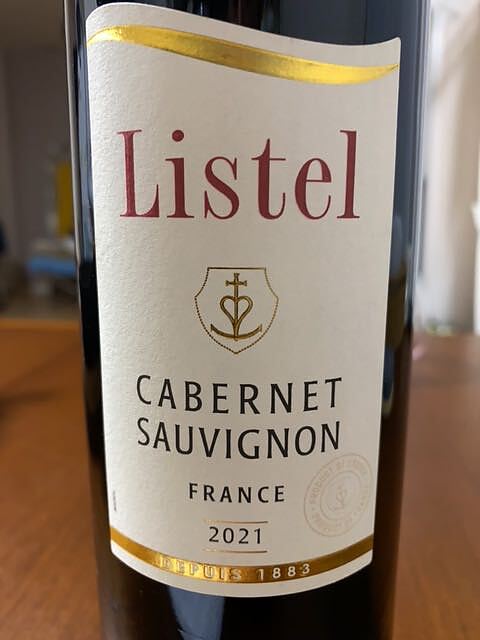 Listel
CABERNET
SAUVIGNON
FRANCE
2021
DEPUIS 1883